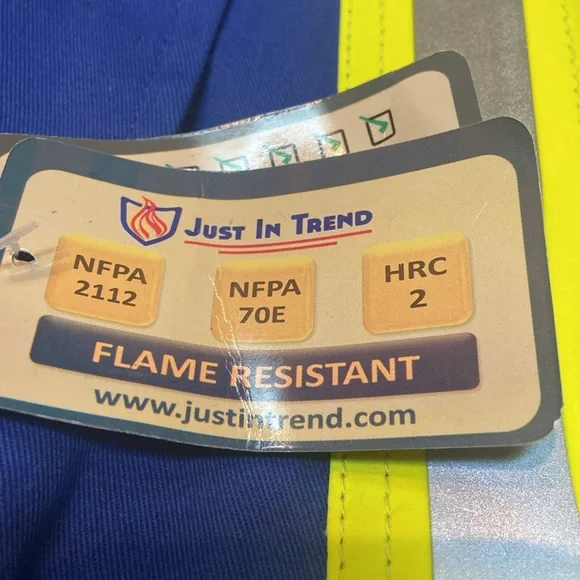 JUST IN TREND
NFPA 2112
NFPA 70E
HRC 2
FLAME RESISTANT
www.justintrend.com